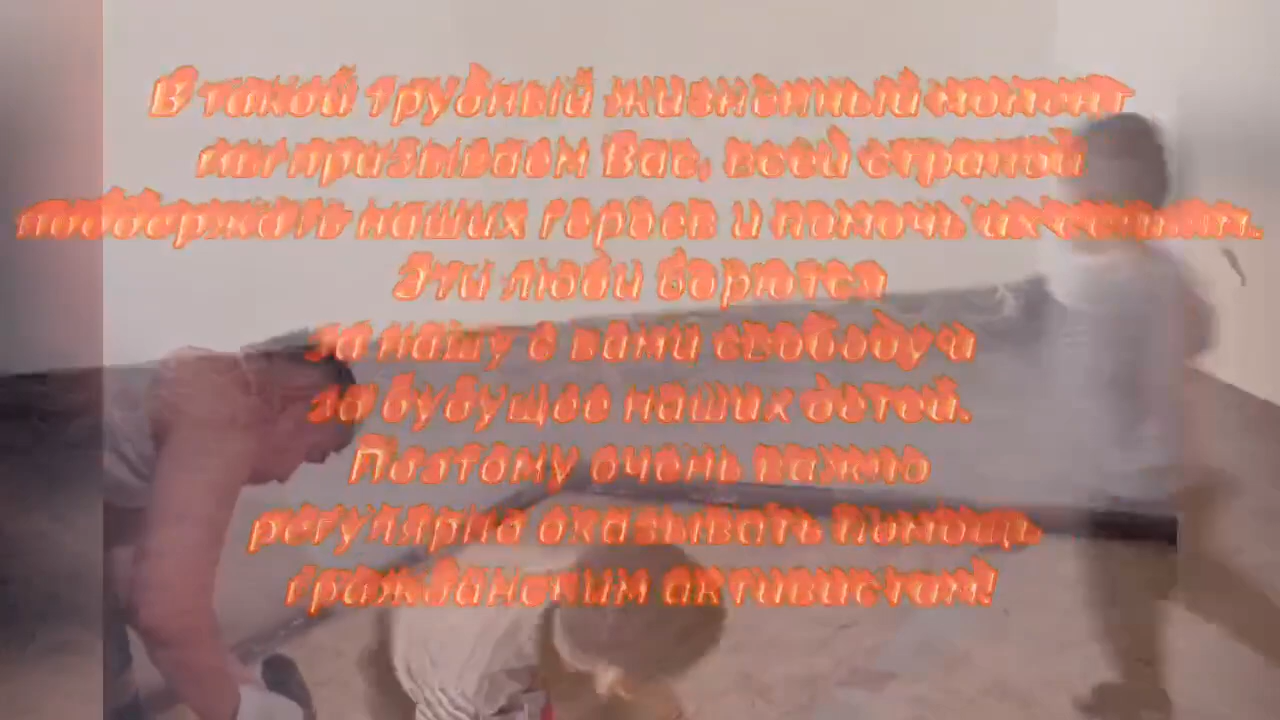 В такой трудный жизненный момент
мы призываем Вас, всей страной
поддержать наших героев и помочь их семьям.
Эти люди борются
за нашу с вами свободу и
за будущее наших детей.
Поэтому очень важно
регулярно оказывать помощь
гражданским активистам!